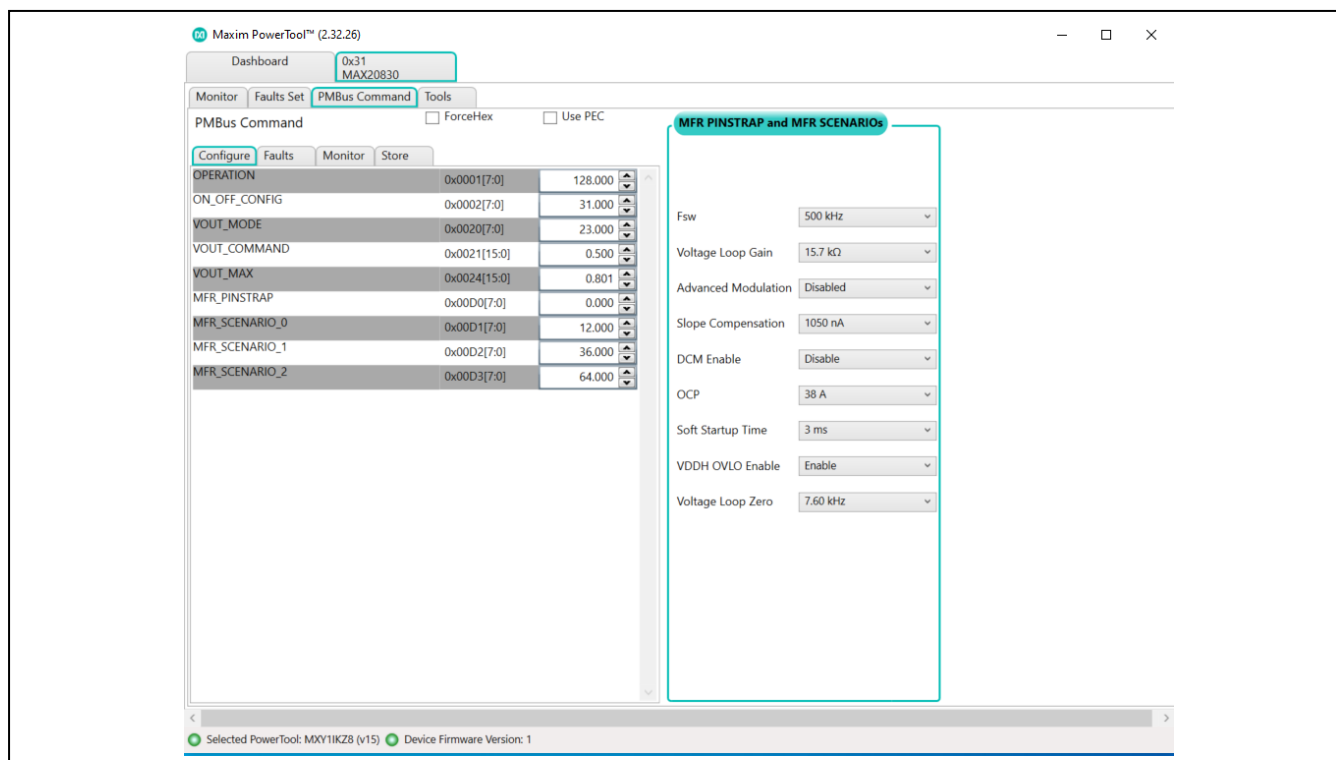 Maxim PowerTool™ (2.32.26)
Dashboard
0x31
MAX20830
Monitor Faults Set PMBus Command Tools
PMBus Command ForceHex Use PEC
Configure Faults Monitor Store
OPERATION 0x0001[7:0] 128.000
ON_OFF_CONFIG 0x0002[7:0] 31.000
VOUT_MODE 0x0020[7:0] 23.000
VOUT_COMMAND 0x0021[15:0] 0.500
VOUT_MAX 0x0024[15:0] 0.801
MFR_PINSTRAP 0x00D0[7:0] 0.000
MFR_SCENARIO_0 0x00D1[7:0] 12.000
MFR_SCENARIO_1 0x00D2[7:0] 36.000
MFR_SCENARIO_2 0x00D3[7:0] 64.000
MFR PINSTRAP and MFR SCENARIOs
Fsw 500 kHz
Voltage Loop Gain 15.7 kΩ
Advanced Modulation Disabled
Slope Compensation 1050 nA
DCM Enable Disable
OCP 38 A
Soft Startup Time 3 ms
VDDH OVLO Enable Enable
Voltage Loop Zero 7.60 kHz
Selected PowerTool: MXY1IKZ8 (v15) Device Firmware Version: 1